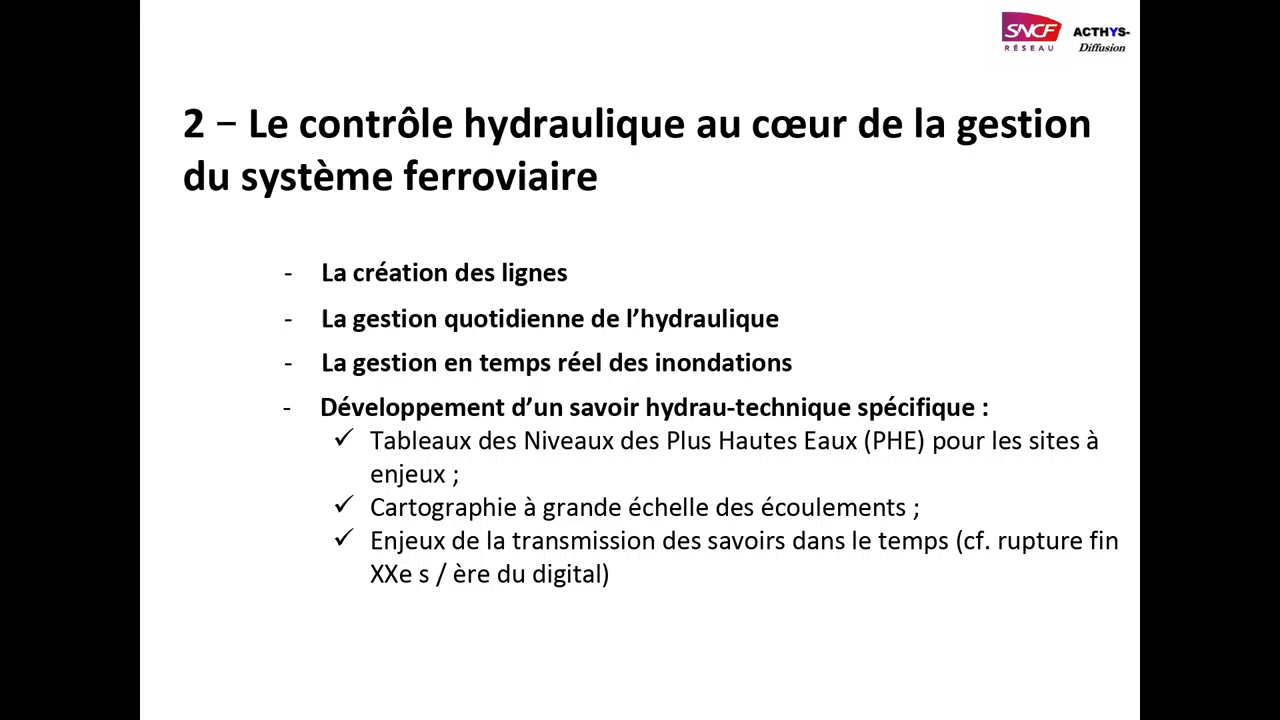 SNCF
RÉSEAU
ACTHYS-
Diffusion
2 – Le contrôle hydraulique au cœur de la gestion
du système ferroviaire
- La création des lignes
- La gestion quotidienne de l’hydraulique
- La gestion en temps réel des inondations
- Développement d’un savoir hydrau-technique spécifique :
✓ Tableaux des Niveaux des Plus Hautes Eaux (PHE) pour les sites à
enjeux ;
✓ Cartographie à grande échelle des écoulements ;
✓ Enjeux de la transmission des savoirs dans le temps (cf. rupture fin
XXe s / ère du digital)